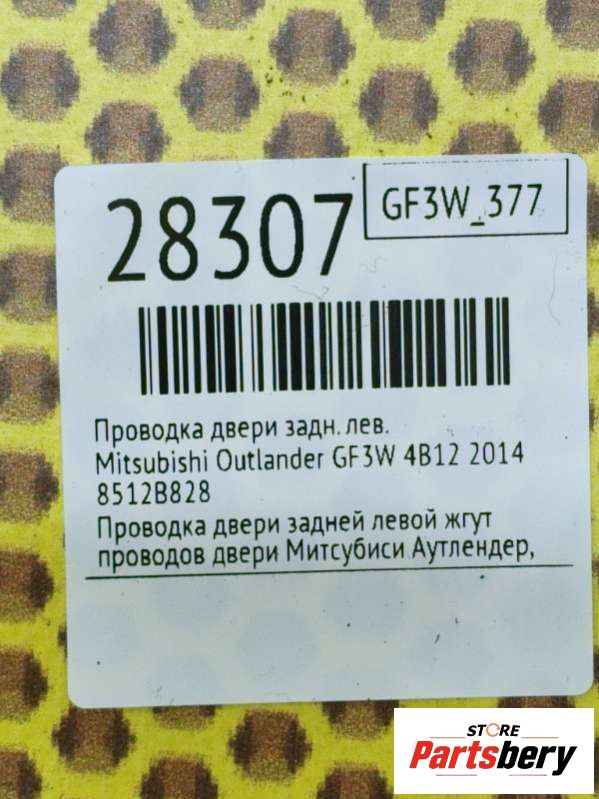 28307
GF3W_377
Проводка двери задн. лев.
Mitsubishi Outlander GF3W 4B12 2014
8512B828
Проводка двери задней левой жгут
проводов двери Митсубиси Аутлендер,
STORE
Partsbery